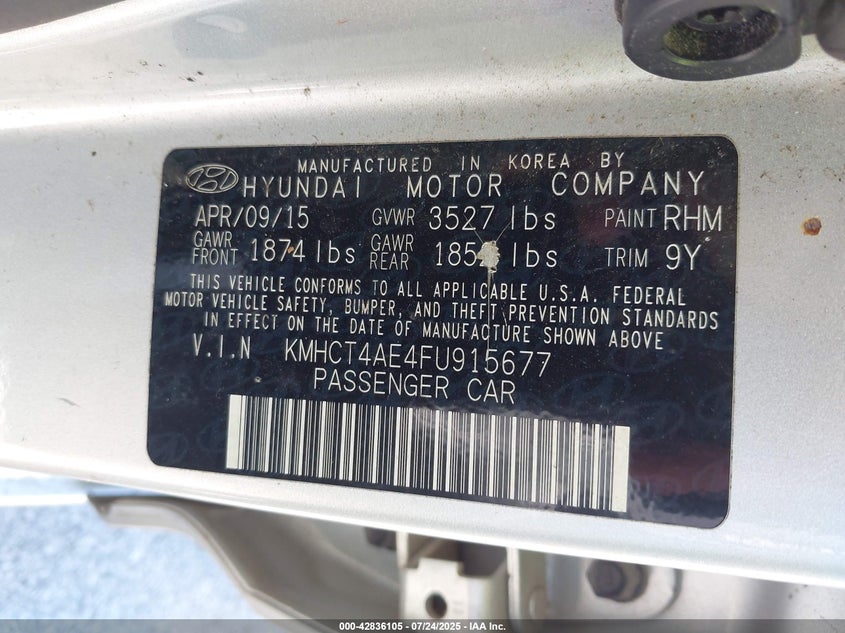 MANUFACTURED IN KOREA BY
HYUNDAI MOTOR COMPANY
APR/09/15 GVWR 3527 lbs PAINT RHM
GAWR FRONT 1874 lbs GAWR REAR lbs TRIM 9Y
THIS VEHICLE CONFORMS TO ALL APPLICABLE U.S.A. FEDERAL
MOTOR VEHICLE SAFETY, BUMPER, AND THEFT PREVENTION STANDARDS
IN EFFECT ON THE DATE OF MANUFACTURE SHOWN ABOVE
V.I.N KMHCT4AE4FU915677
PASSENGER CAR
000-42836105 - 07/24/2025 - IAA Inc.